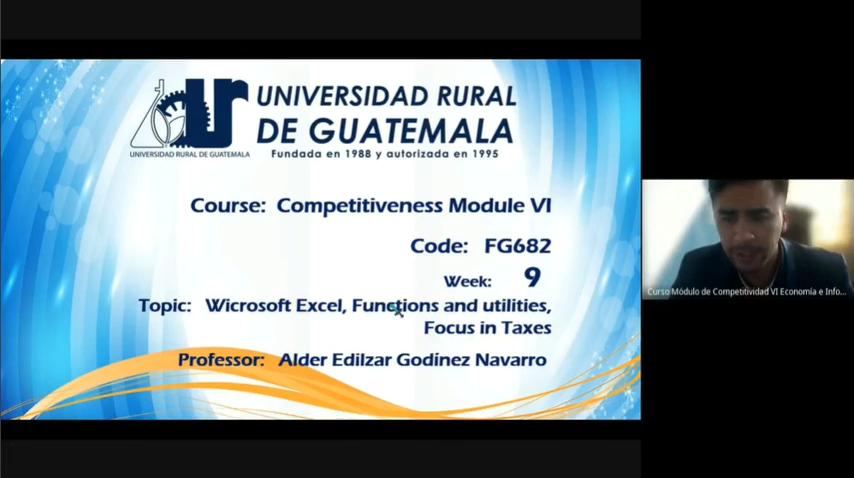 UNIVERSIDAD RURAL
DE GUATEMALA
Fundada en 1988 y autorizada en 1995
ur
UNIVERSIDAD RURAL DE GUATEMALA
Course: Competitiveness Module VI
Code: FG682
Week: 9
Topic: Wicrosoft Excel, Functions and utilities,
Focus in Taxes
Professor: Alder Edilzar Godínez Navarro
Curso Módulo de Competitividad VI Economía e Info...